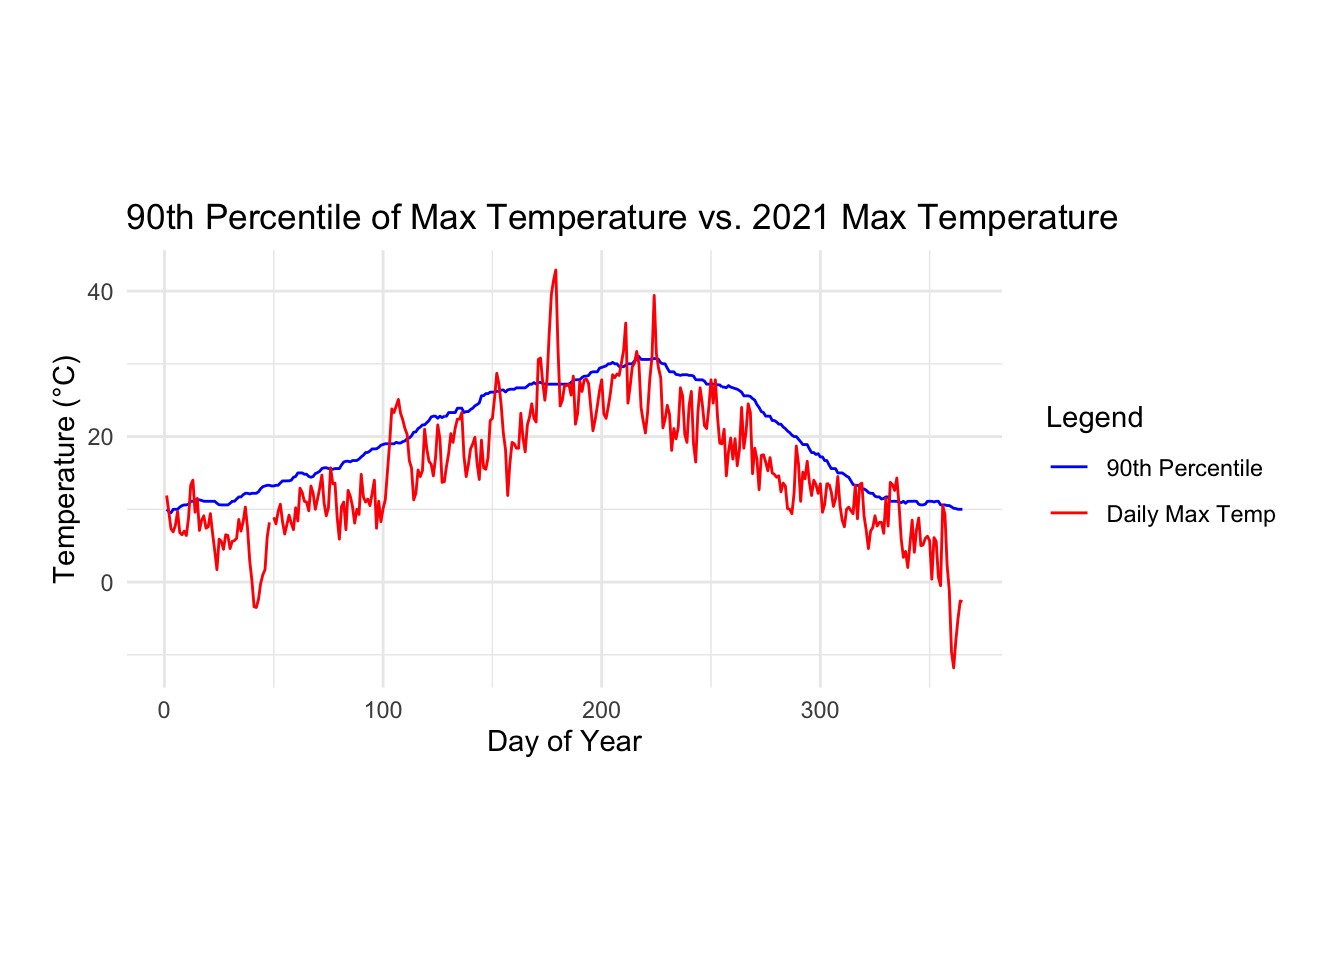 90th Percentile of Max Temperature vs. 2021 Max Temperature
40
20
0
Temperature (°C)
0 100 200 300
Day of Year
Legend
90th Percentile
Daily Max Temp